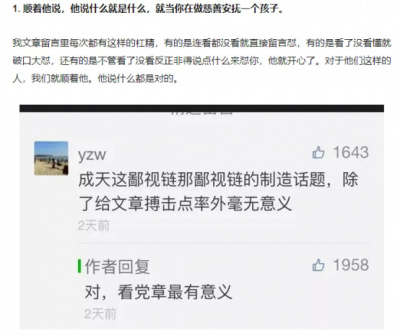 1. 顺着他说，他说什么就是什么，就当你在做慈善安抚一个孩子。
我文章留言里每次都有这样的杠精，有的是连看都没看就直接留言怼，有的是看了没看懂就
破口大怼，还有的是不管看了没看反正非得说点什么来怼你，他就开心了。对于他们这样的
人，我们就顺着他。他说什么都是对的。
yzw
1643
成天这鄙视链那鄙视链的制造话题，除
了给文章搏击点率外毫无意义
2天前
作者回复
1958
对，看党章最有意义
2天前